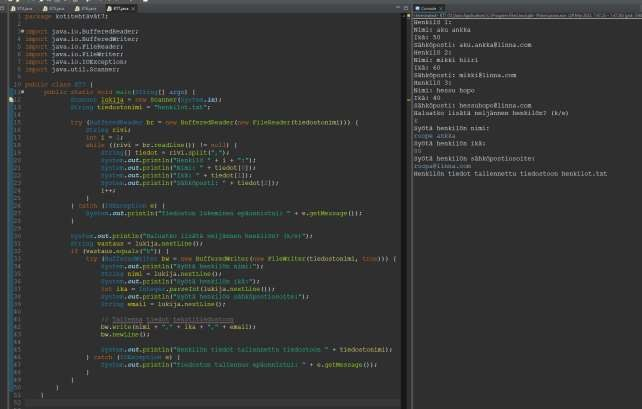 package kotitehtävät7;
import java.io.BufferedReader;
import java.io.BufferedWriter;
import java.io.FileReader;
import java.io.FileWriter;
import java.io.IOException;
import java.util.Scanner;
public class KT7 {
public static void main(String[] args) {
Scanner lukija = new Scanner(System.in);
String tiedostonimi = "henkilot.txt";
try (BufferedReader br = new BufferedReader(new FileReader(tiedostonimi))) {
String rivi;
int i = 1;
while ((rivi = br.readLine()) != null) {
String[] tiedot = rivi.split(",");
System.out.println("Henkilö " + i + ":");
System.out.println("Nimi: " + tiedot[0]);
System.out.println("Ikä: " + tiedot[1]);
System.out.println("Sähköposti: " + tiedot[2]);
i++;
}
} catch (IOException e) {
System.out.println("Tiedoston lukeminen epäonnistui: " + e.getMessage());
}
System.out.println("Haluatko lisätä neljännen henkilön? (k/e)");
String vastaus = lukija.nextLine();
if (vastaus.equals("k")) {
try (BufferedWriter bw = new BufferedWriter(new FileWriter(tiedostonimi, true))) {
System.out.println("Syötä henkilön nimi:");
String nimi = lukija.nextLine();
System.out.println("Syötä henkilön ikä:");
int ika = Integer.parseInt(lukija.nextLine());
System.out.println("Syötä henkilön sähköpostiosoite:");
String email = lukija.nextLine();
// Tallenna tiedot tekstitiedostoon
bw.write(nimi + "," + ika + "," + email);
bw.newLine();
System.out.println("Henkilön tiedot tallennettu tiedostoon " + tiedostonimi);
} catch (IOException e) {
System.out.println("Tiedoston tallennus epäonnistui: " + e.getMessage());
}
}
}
}
Console
Henkilö 1:
Nimi: aku ankka
Ikä: 50
Sähköposti: aku.ankka@linna.com
Henkilö 2:
Nimi: mikki hiiri
Ikä: 60
Sähköposti: mikki@linna.com
Henkilö 3:
Nimi: hessu hopo
Ikä: 40
Sähköposti: hessuhopo@linna.com
Haluatko lisätä neljännen henkilön? (k/e)
k
Syötä henkilön nimi:
roope ankka
Syötä henkilön ikä:
Syötä henkilön sähköpostiosoite:
roope@linna.com
Henkilön tiedot tallennettu tiedostoon henkilot.txt